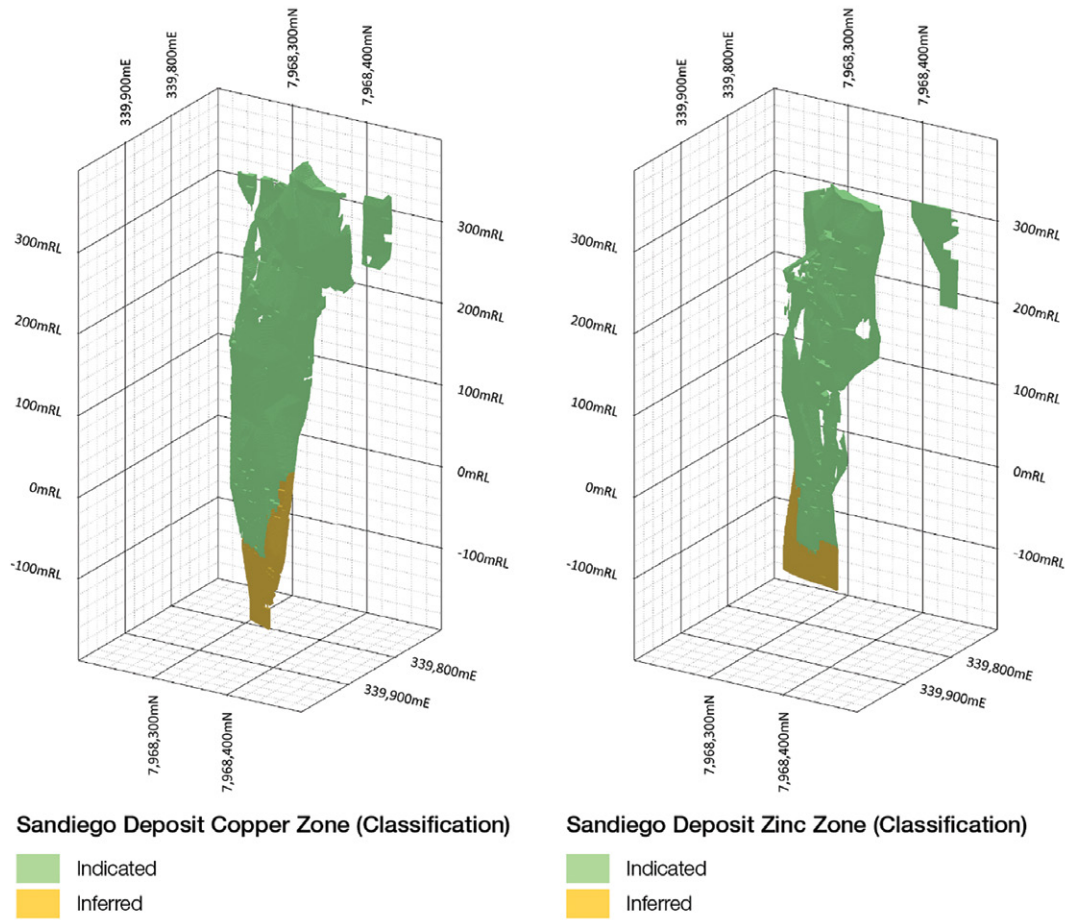 339,900mE
339,800mE
7,968,300mN
7,968,400mN
300mRL
200mRL
100mRL
0mRL
-100mRL
300mRL
200mRL
100mRL
0mRL
-100mRL
339,800mE
339,900mE
7,968,300mN
7,968,400mN
Sandiego Deposit Copper Zone (Classification)
Indicated
Inferred
339,900mE
339,800mE
7,968,300mN
7,968,400mN
300mRL
200mRL
100mRL
0mRL
-100mRL
300mRL
200mRL
100mRL
0mRL
-100mRL
339,800mE
339,900mE
7,968,300mN
7,968,400mN
Sandiego Deposit Zinc Zone (Classification)
Indicated
Inferred